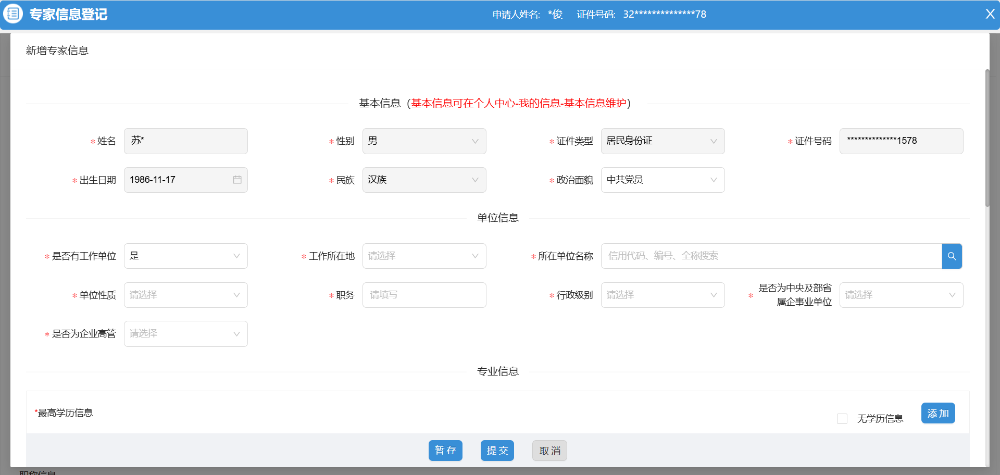 专家信息登记
申请人姓名: *俊 证件号码: 32**************78
X
新增专家信息
基本信息（基本信息可在个人中心-我的信息-基本信息维护）
* 姓名 苏* * 性别 男 * 证件类型 居民身份证 * 证件号码 **************1578
* 出生日期 1986-11-17 * 民族 汉族 * 政治面貌 中共党员
单位信息
* 是否有工作单位 是 * 工作所在地 请选择 * 所在单位名称 信用代码、编号、全称搜索
* 单位性质 请选择 * 职务 请填写 * 行政级别 请选择 * 是否为中央及部省
属企事业单位 请选择
* 是否为企业高管 请选择
专业信息
*最高学历信息 无学历信息 添加
暂存 提交 取消
职称信息